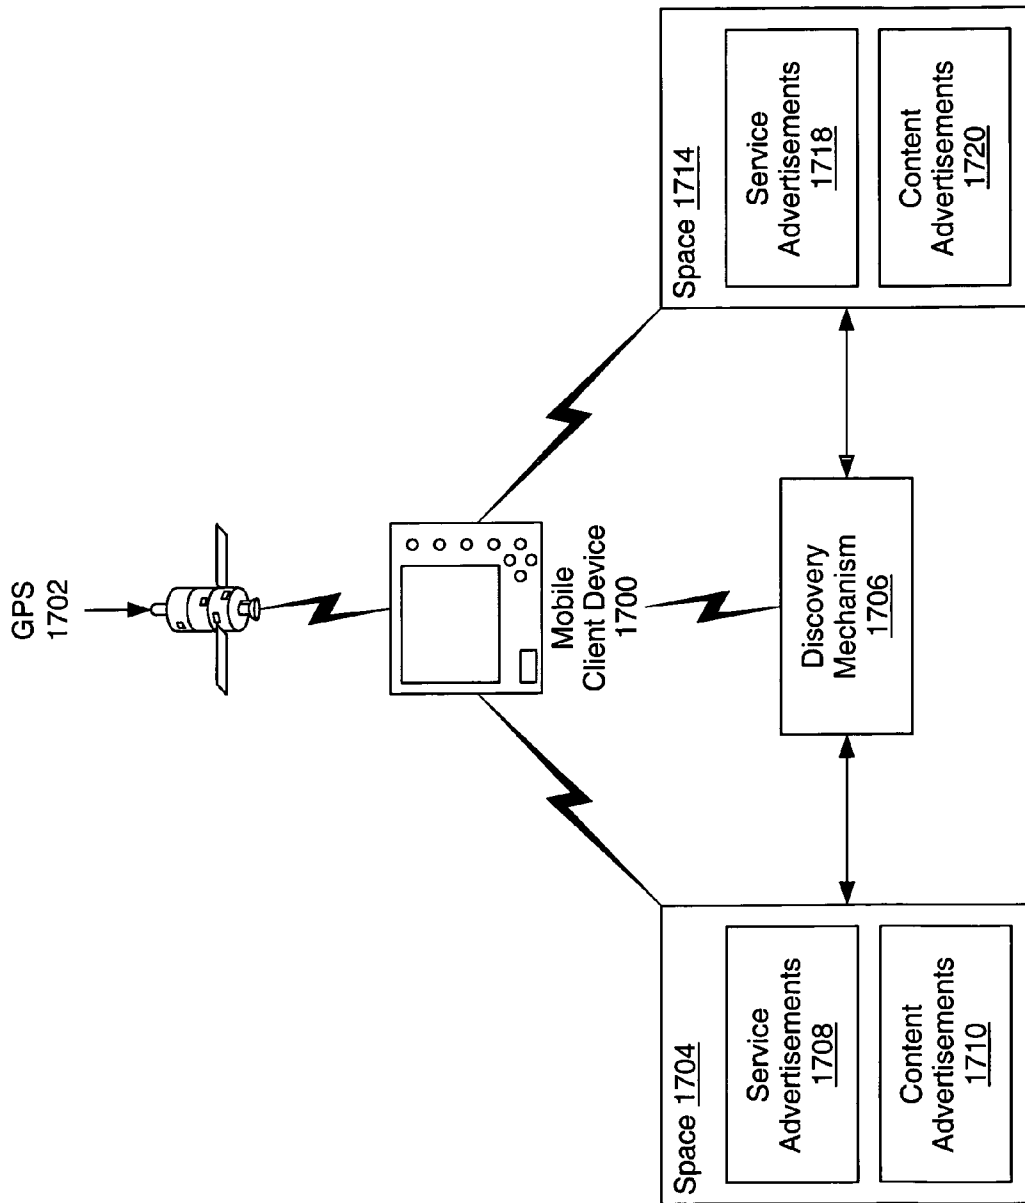 GPS
1702
Mobile
Client Device
1700
Discovery
Mechanism
1706
Space 1704
Service
Advertisements
1708
Content
Advertisements
1710
Space 1714
Service
Advertisements
1718
Content
Advertisements
1720